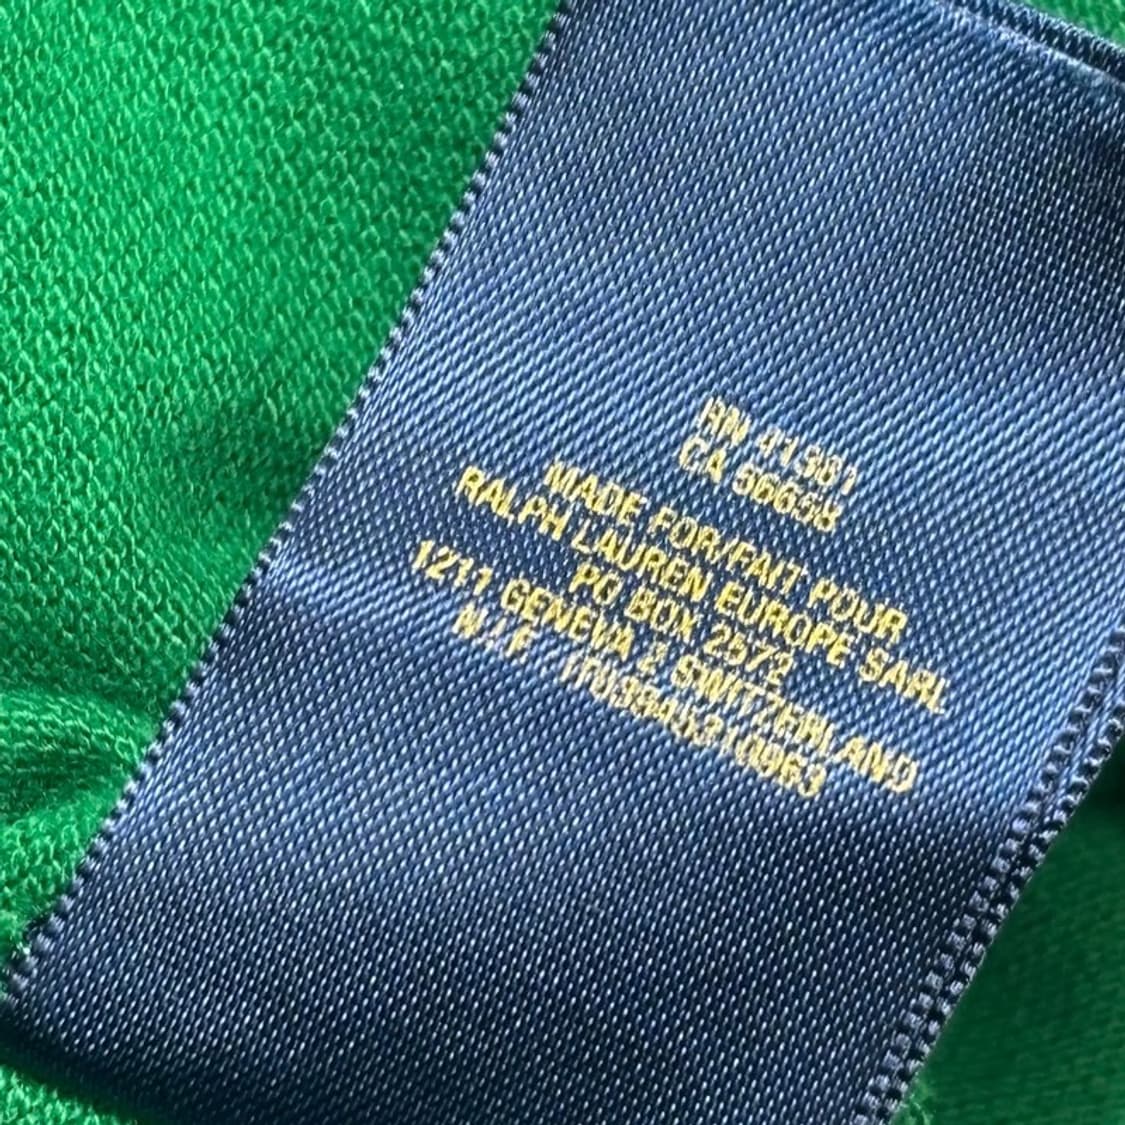 RN 41381
CA 56658
MADE FOR/FAIT POUR
RALPH LAUREN EUROPE SARL
PO BOX 2572
1211 GENEVA 2 SWITZERLAND
N.I.F.